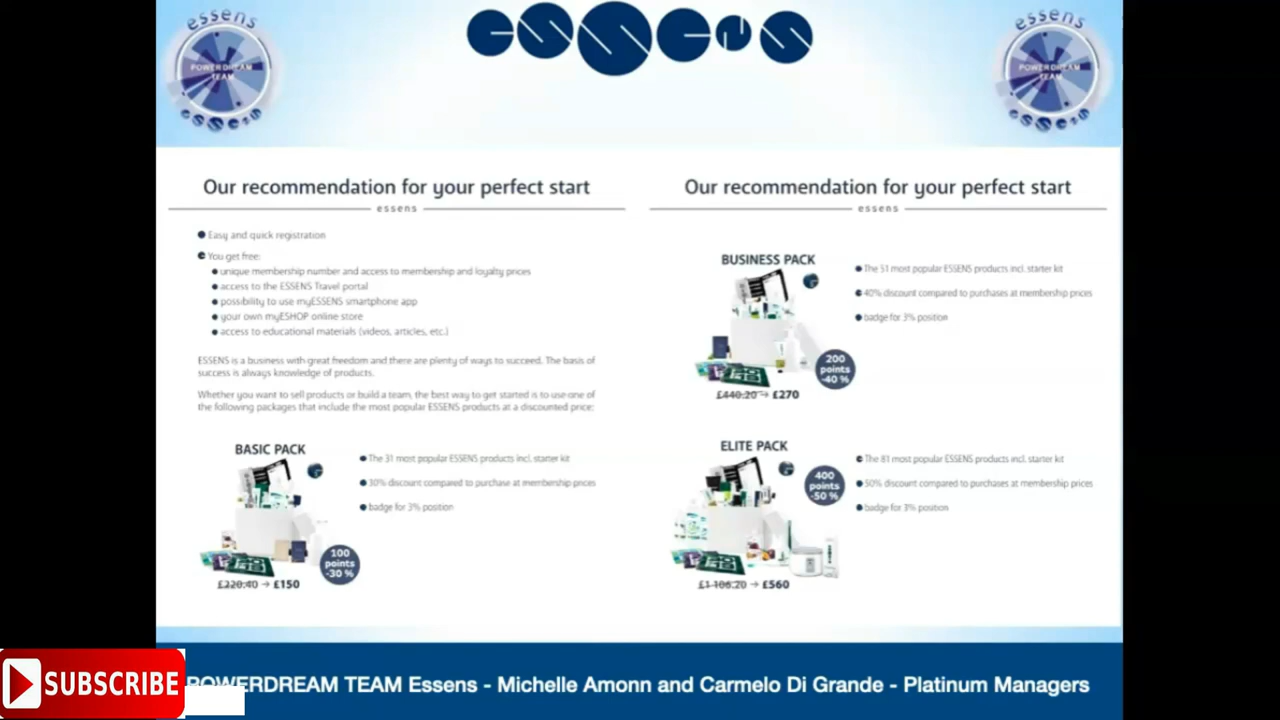 essens
POWER DREAM
TEAM
essens
essens
essens
POWER DREAM
TEAM
essens
Our recommendation for your perfect start
essens
Easy and quick registration
You get free:
unique membership number and access to membership and loyalty prices
access to the ESSENS Travel portal
possibility to use myESSENS smartphone app
your own myESHOP online store
access to educational materials (videos, articles, etc.)
ESSENS is a business with great freedom and there are plenty of ways to succeed. The basis of
success is always knowledge of products.
Whether you want to sell products or build a team, the best way to get started is to use one of
the following packages that include the most popular ESSENS products at a discounted price:
BASIC PACK
The 31 most popular ESSENS products incl. starter kit
30% discount compared to purchase at membership prices
badge for 3% position
100
points
-30 %
£220.40 → £150
Our recommendation for your perfect start
essens
BUSINESS PACK
The 51 most popular ESSENS products incl. starter kit
40% discount compared to purchases at membership prices
badge for 3% position
200
points
-40 %
£440.20 → £270
ELITE PACK
The 81 most popular ESSENS products incl. starter kit
50% discount compared to purchases at membership prices
badge for 3% position
400
points
-50 %
£1 106.20 → £560
SUBSCRIBE
POWERDREAM TEAM Essens - Michelle Amonn and Carmelo Di Grande - Platinum Managers